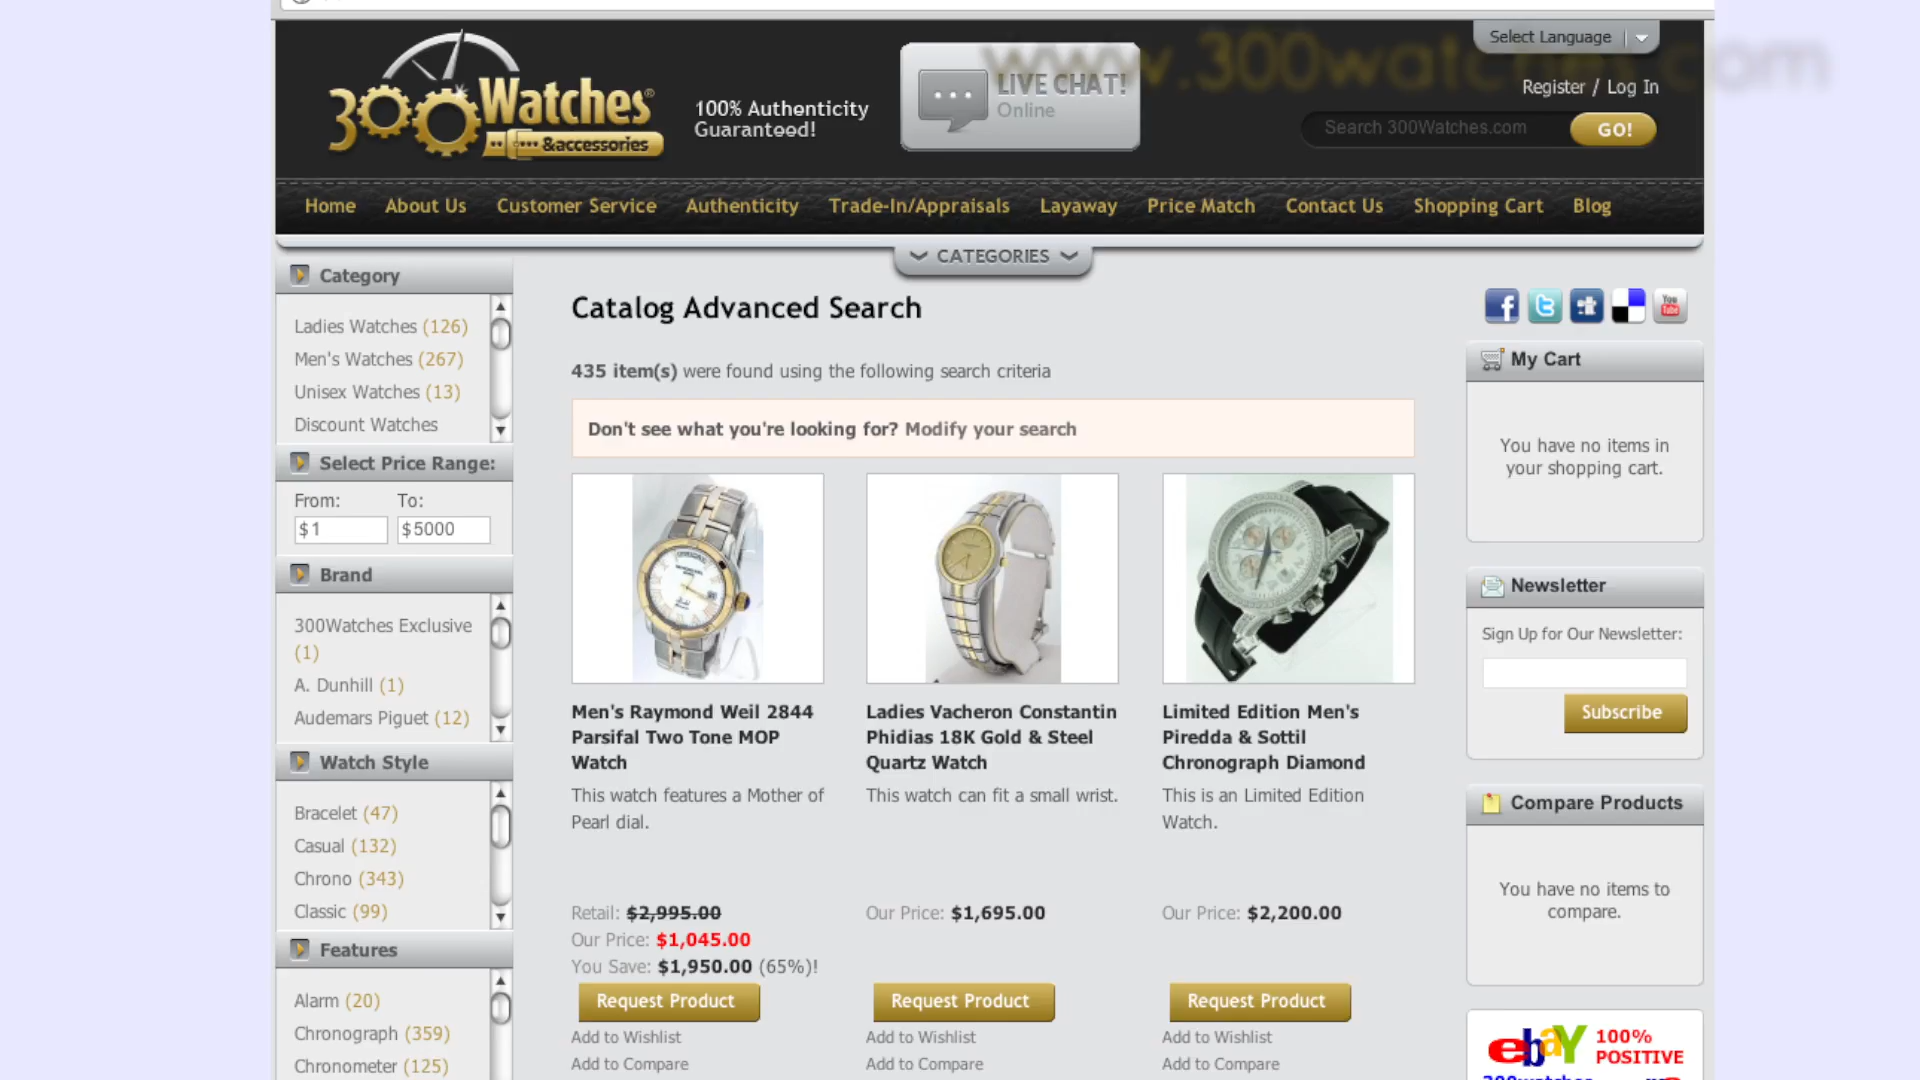 www.300watches.com
Select Language
300Watches®
&accessories
100% Authenticity
Guaranteed!
LIVE CHAT!
Online
Register / Log In
Search 300Watches.com
GO!
Home About Us Customer Service Authenticity Trade-In/Appraisals Layaway Price Match Contact Us Shopping Cart Blog
CATEGORIES
Category
Ladies Watches (126)
Men's Watches (267)
Unisex Watches (13)
Discount Watches
Select Price Range:
From: To:
$1 $5000
Brand
300Watches Exclusive
(1)
A. Dunhill (1)
Audemars Piguet (12)
Watch Style
Bracelet (47)
Casual (132)
Chrono (343)
Classic (99)
Features
Alarm (20)
Chronograph (359)
Chronometer (125)
Catalog Advanced Search
435 item(s) were found using the following search criteria
Don't see what you're looking for? Modify your search
Men's Raymond Weil 2844
Parsifal Two Tone MOP
Watch
This watch features a Mother of
Pearl dial.
Retail: $2,995.00
Our Price: $1,045.00
You Save: $1,950.00 (65%)!
Request Product
Add to Wishlist
Add to Compare
Ladies Vacheron Constantin
Phidias 18K Gold & Steel
Quartz Watch
This watch can fit a small wrist.
Our Price: $1,695.00
Request Product
Add to Wishlist
Add to Compare
Limited Edition Men's
Piredda & Sottil
Chronograph Diamond
This is an Limited Edition
Watch.
Our Price: $2,200.00
Request Product
Add to Wishlist
Add to Compare
You
Tube
My Cart
You have no items in
your shopping cart.
Newsletter
Sign Up for Our Newsletter:
Subscribe
Compare Products
You have no items to
compare.
ebay 100%
POSITIVE
300watches